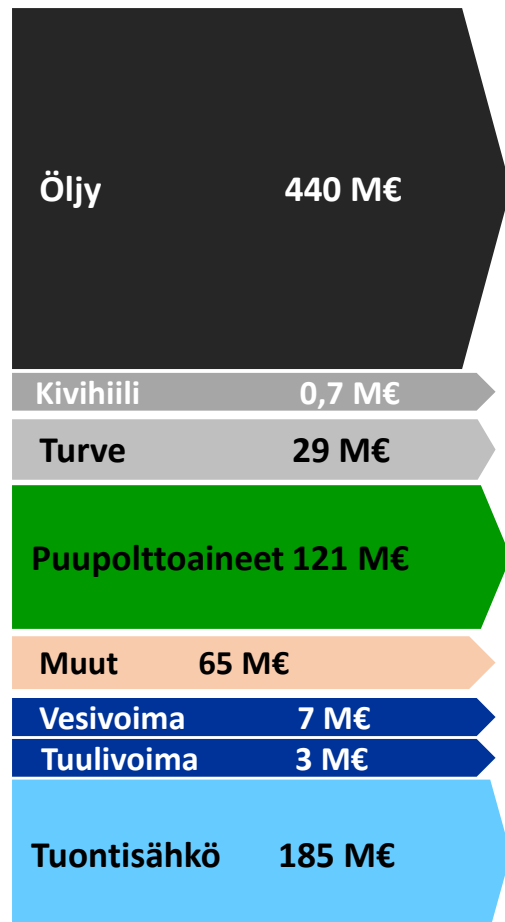 Öljy 440 M€
Kivihiili 0,7 M€
Turve 29 M€
Puupolttoaineet 121 M€
Muut 65 M€
Vesivoima 7 M€
Tuulivoima 3 M€
Tuontisähkö 185 M€